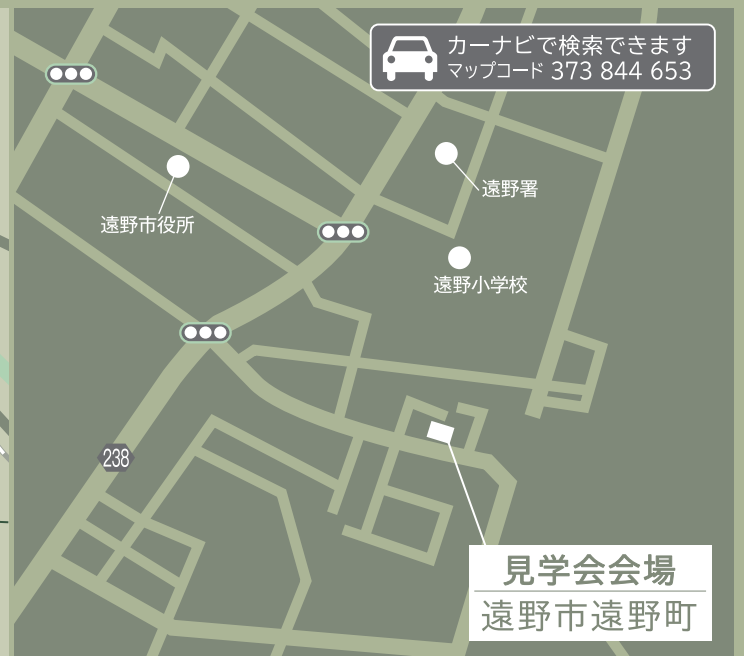 カーナビで検索できます
マップコード 373 844 653
遠野署
遠野市役所
遠野小学校
238
見学会会場
遠野市遠野町